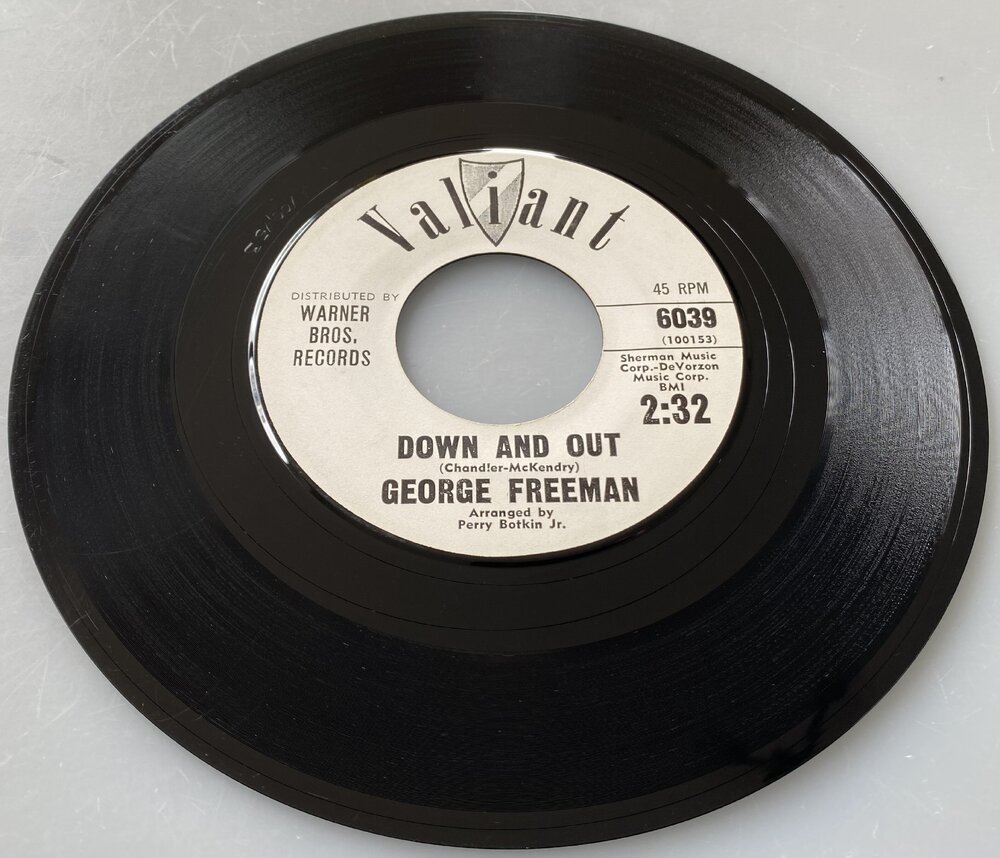 Valiant
DISTRIBUTED BY
WARNER
BROS.
RECORDS
45 RPM
6039
(100153)
Sherman Music
Corp.-DeVorzon
Music Corp.
BMI
2:32
DOWN AND OUT
(Chandler-McKendry)
GEORGE FREEMAN
Arranged by
Perry Botkin Jr.